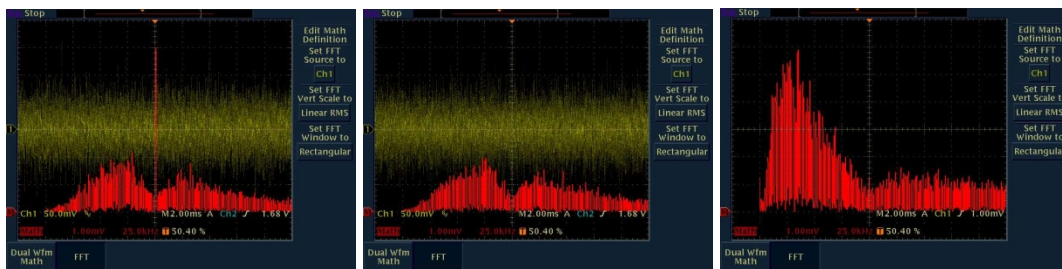 Stop
Edit Math
Definition
Set FFT
Source to
Ch1
Set FFT
Vert Scale to
Linear RMS
Set FFT
Window to
Rectangular
1
Ch1 50.0mV
M2.00ms A Ch2 1.68 V
Math 1.00mV 25.0kHz T 50.40 %
Dual Wfm
Math
FFT
Stop
Edit Math
Definition
Set FFT
Source to
Ch1
Set FFT
Vert Scale to
Linear RMS
Set FFT
Window to
Rectangular
1
Ch1 50.0mV
M2.00ms A Ch2 1.68 V
Math 1.00mV 25.0kHz T 50.40 %
Dual Wfm
Math
FFT
Stop
Edit Math
Definition
Set FFT
Source to
Ch1
Set FFT
Vert Scale to
Linear RMS
Set FFT
Window to
Rectangular
M2.00ms A Ch1 1.00mV
Math 1.00mV 25.0kHz T 50.40 %
Dual Wfm
Math
FFT